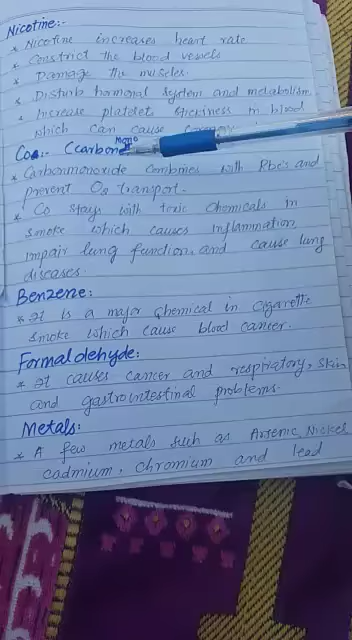 Nicotine:-
* Nicotine increases heart rate
* Constrict the blood vessels
* Damage the muscles.
* Disturb hormonal system and metabolism
* Increase platelet stickiness in blood
which can cause
Co:- Ccarbon Mono
* Carbonmonoxide Combines with Rbc's and
prevent O2 transport.
* Co stays with toxic Chemicals in
smoke which causes inflammation,
impair lung function, and cause lung
diseases.
Benzene:
* It is a major chemical in Cigarette
smoke which cause blood cancer.
Formaldehyde:
* It causes cancer and respiratory, skin
and gastrointestinal problems.
Metals:
* A few metals such as Arsenic, Nickel
cadmium, chromium and lead